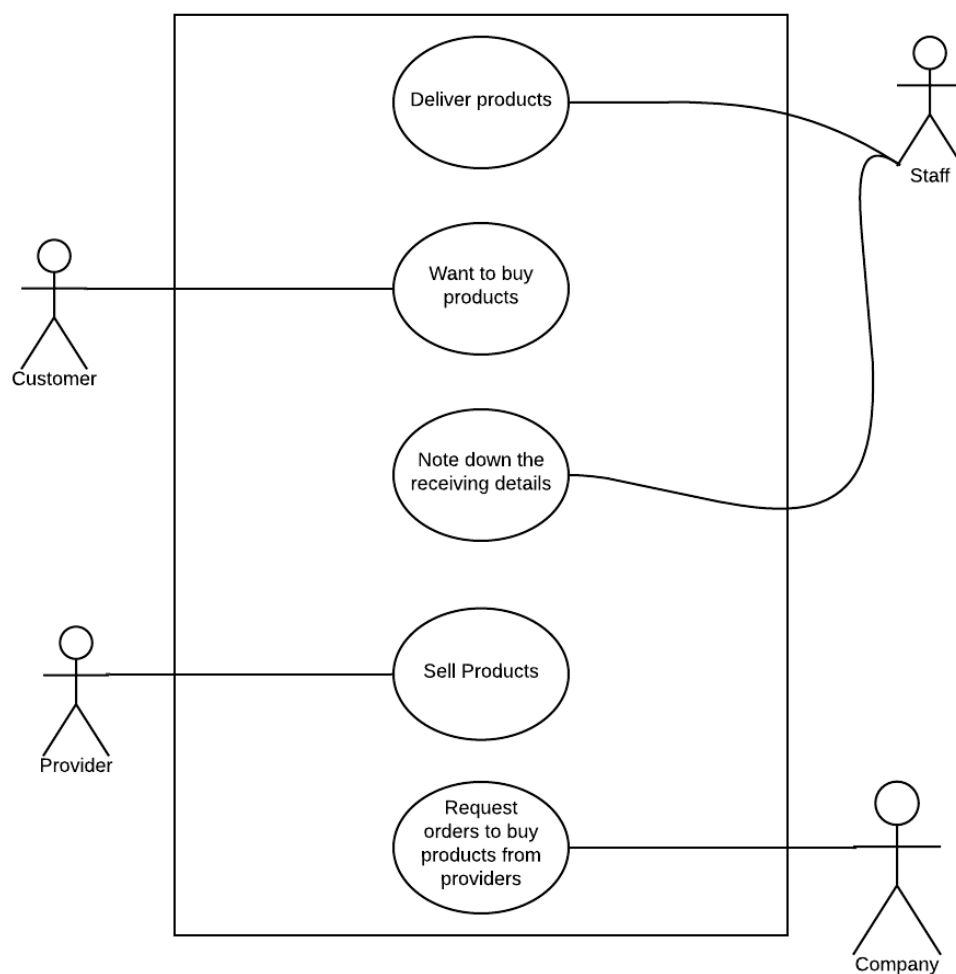 Deliver products
Staff
Want to buy
products
Customer
Note down the
receiving details
Sell Products
Provider
Request
orders to buy
products from
providers
Company